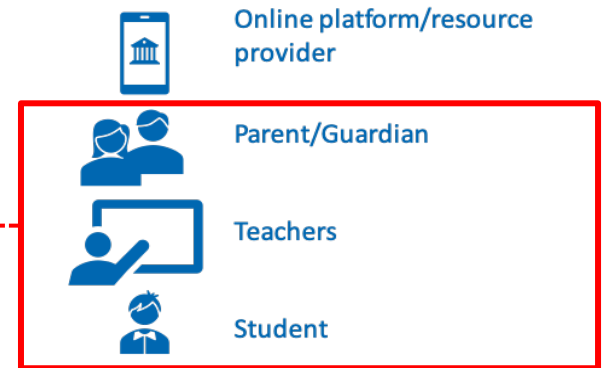 Online platform/resource
provider
Parent/Guardian
Teachers
Student